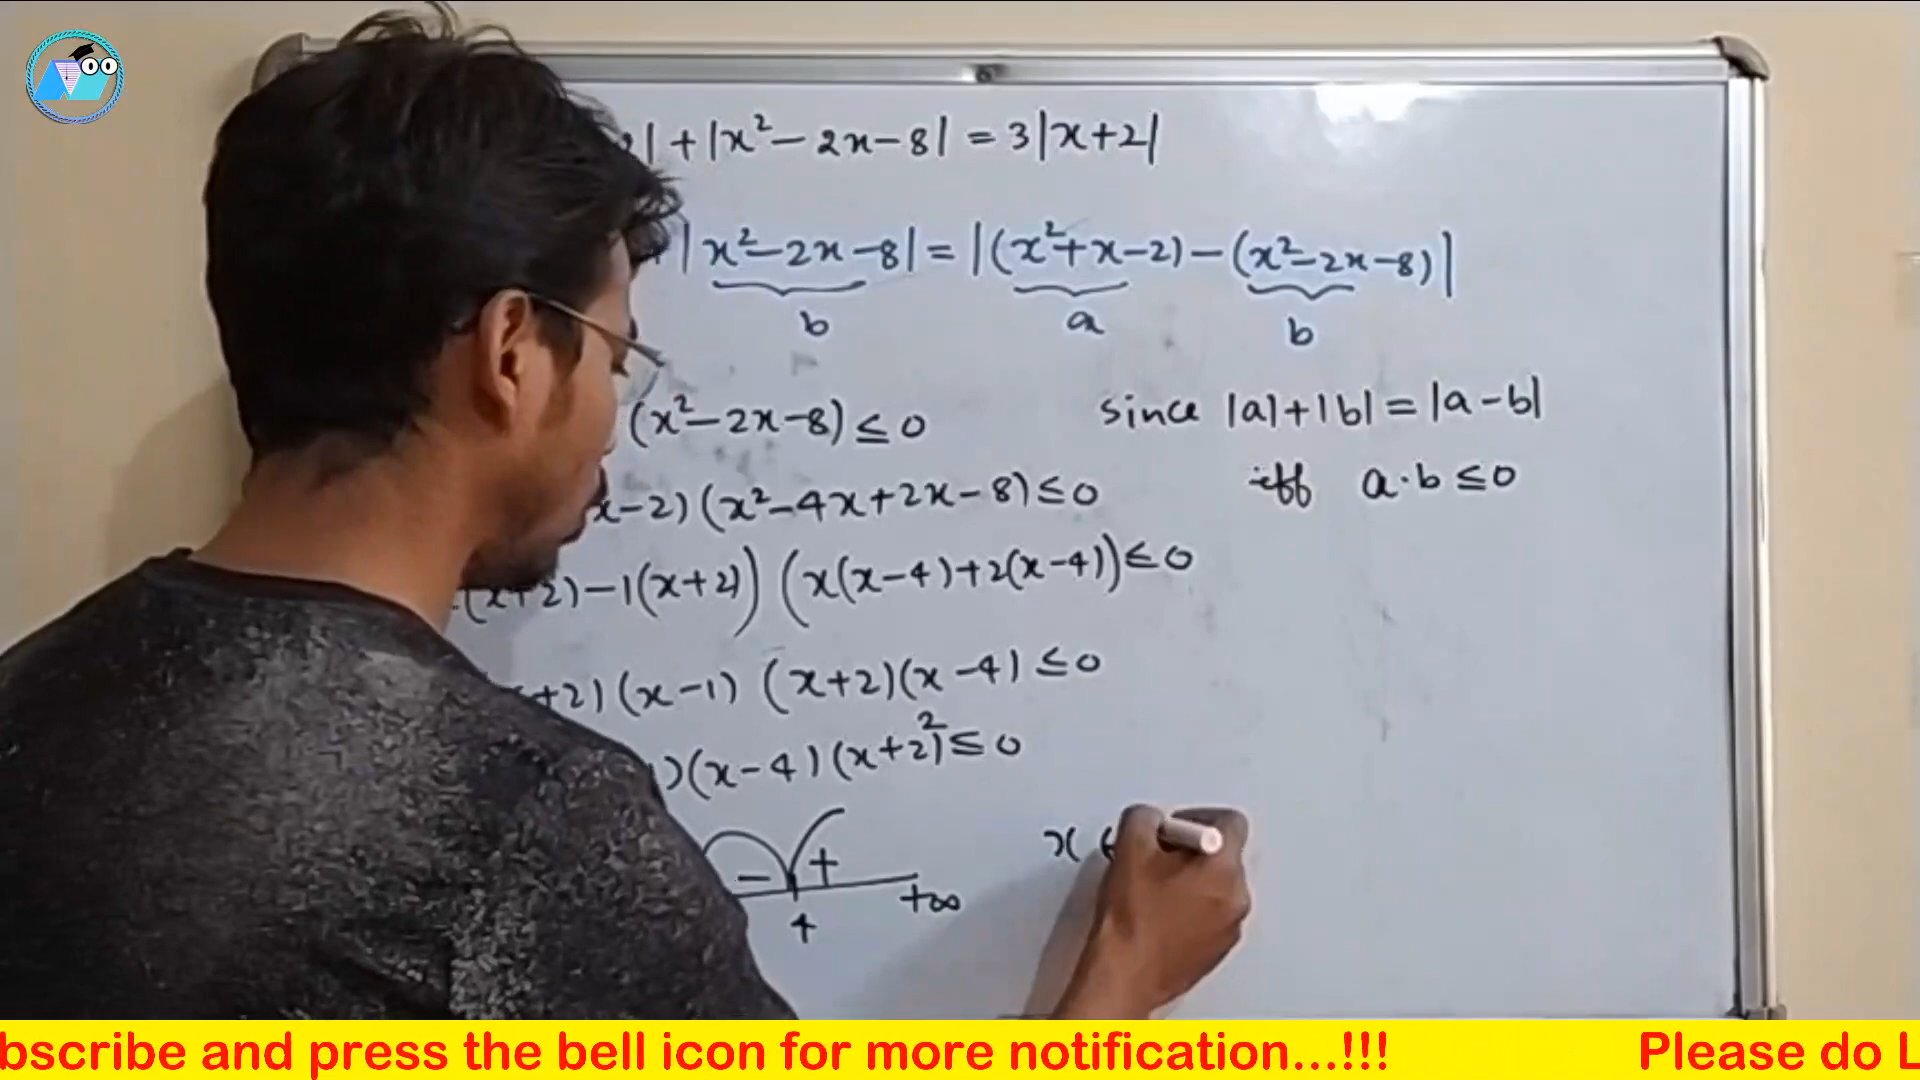 2| + |x² - 2x - 8| = 3|x+2|
| x² - 2x - 8| = |(x² + x - 2) - (x² - 2x - 8)|
b a b
(x² - 2x - 8) ≤ 0
since |a| + |b| = |a - b|
iff a·b ≤ 0
x - 2) (x² - 4x + 2x - 8) ≤ 0
(x+2) - 1(x+2)) (x(x-4) + 2(x-4)) ≤ 0
+2) (x-1) (x+2)(x-4) ≤ 0
)(x-4) (x+2)² ≤ 0
- +
4 +∞
x
bscribe and press the bell icon for more notification...!!! Please do L